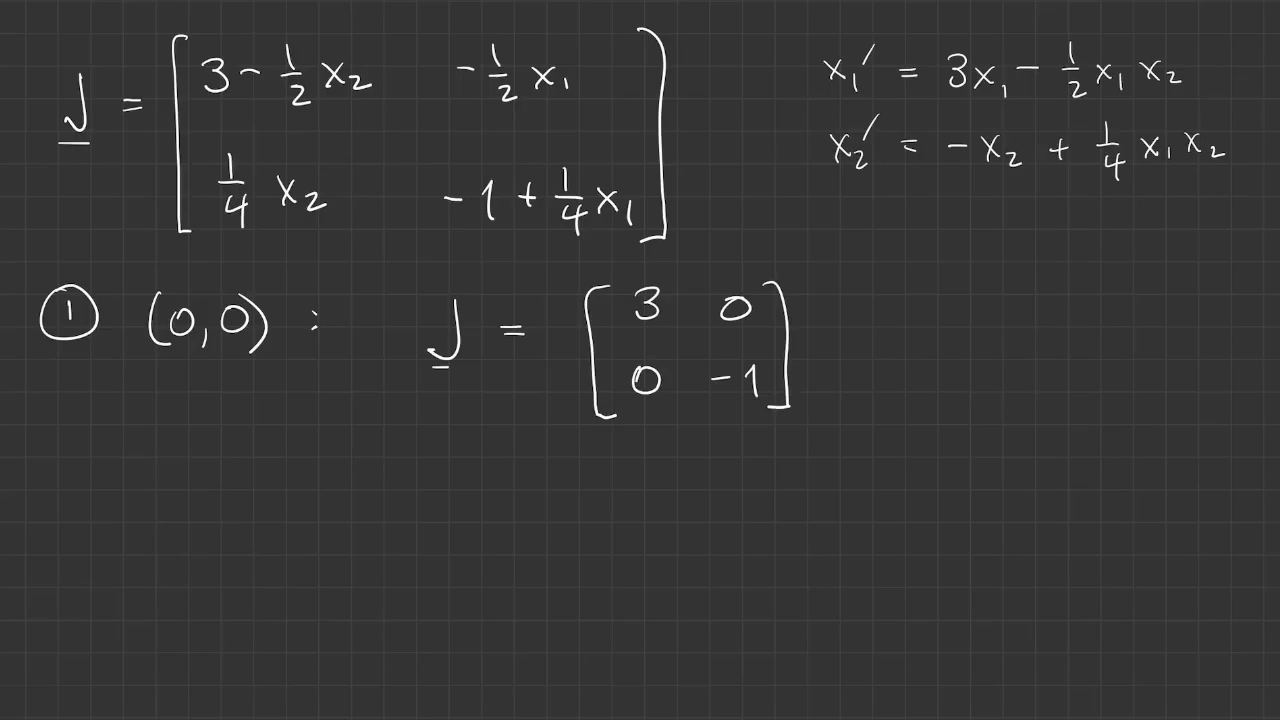 J = [ 3 - 1/2 x₂   - 1/2 x₁ ]
[ 1/4 x₂   - 1 + 1/4 x₁ ]
x₁′ = 3x₁ - 1/2 x₁ x₂
x₂′ = - x₂ + 1/4 x₁ x₂
① (0,0) : J = [ 3 0 ]
[ 0 -1 ]